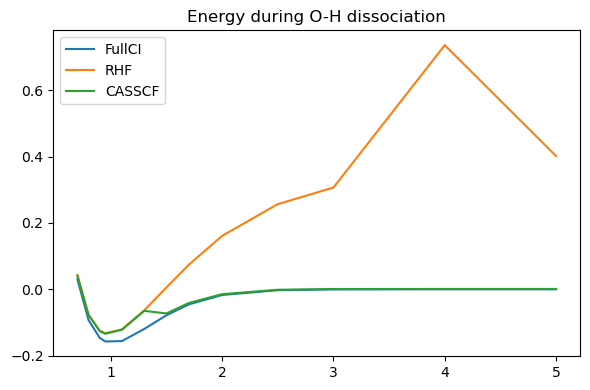 Energy during O-H dissociation
FullCI
RHF
CASSCF
0.6
0.4
0.2
0.0
−0.2
1 2 3 4 5